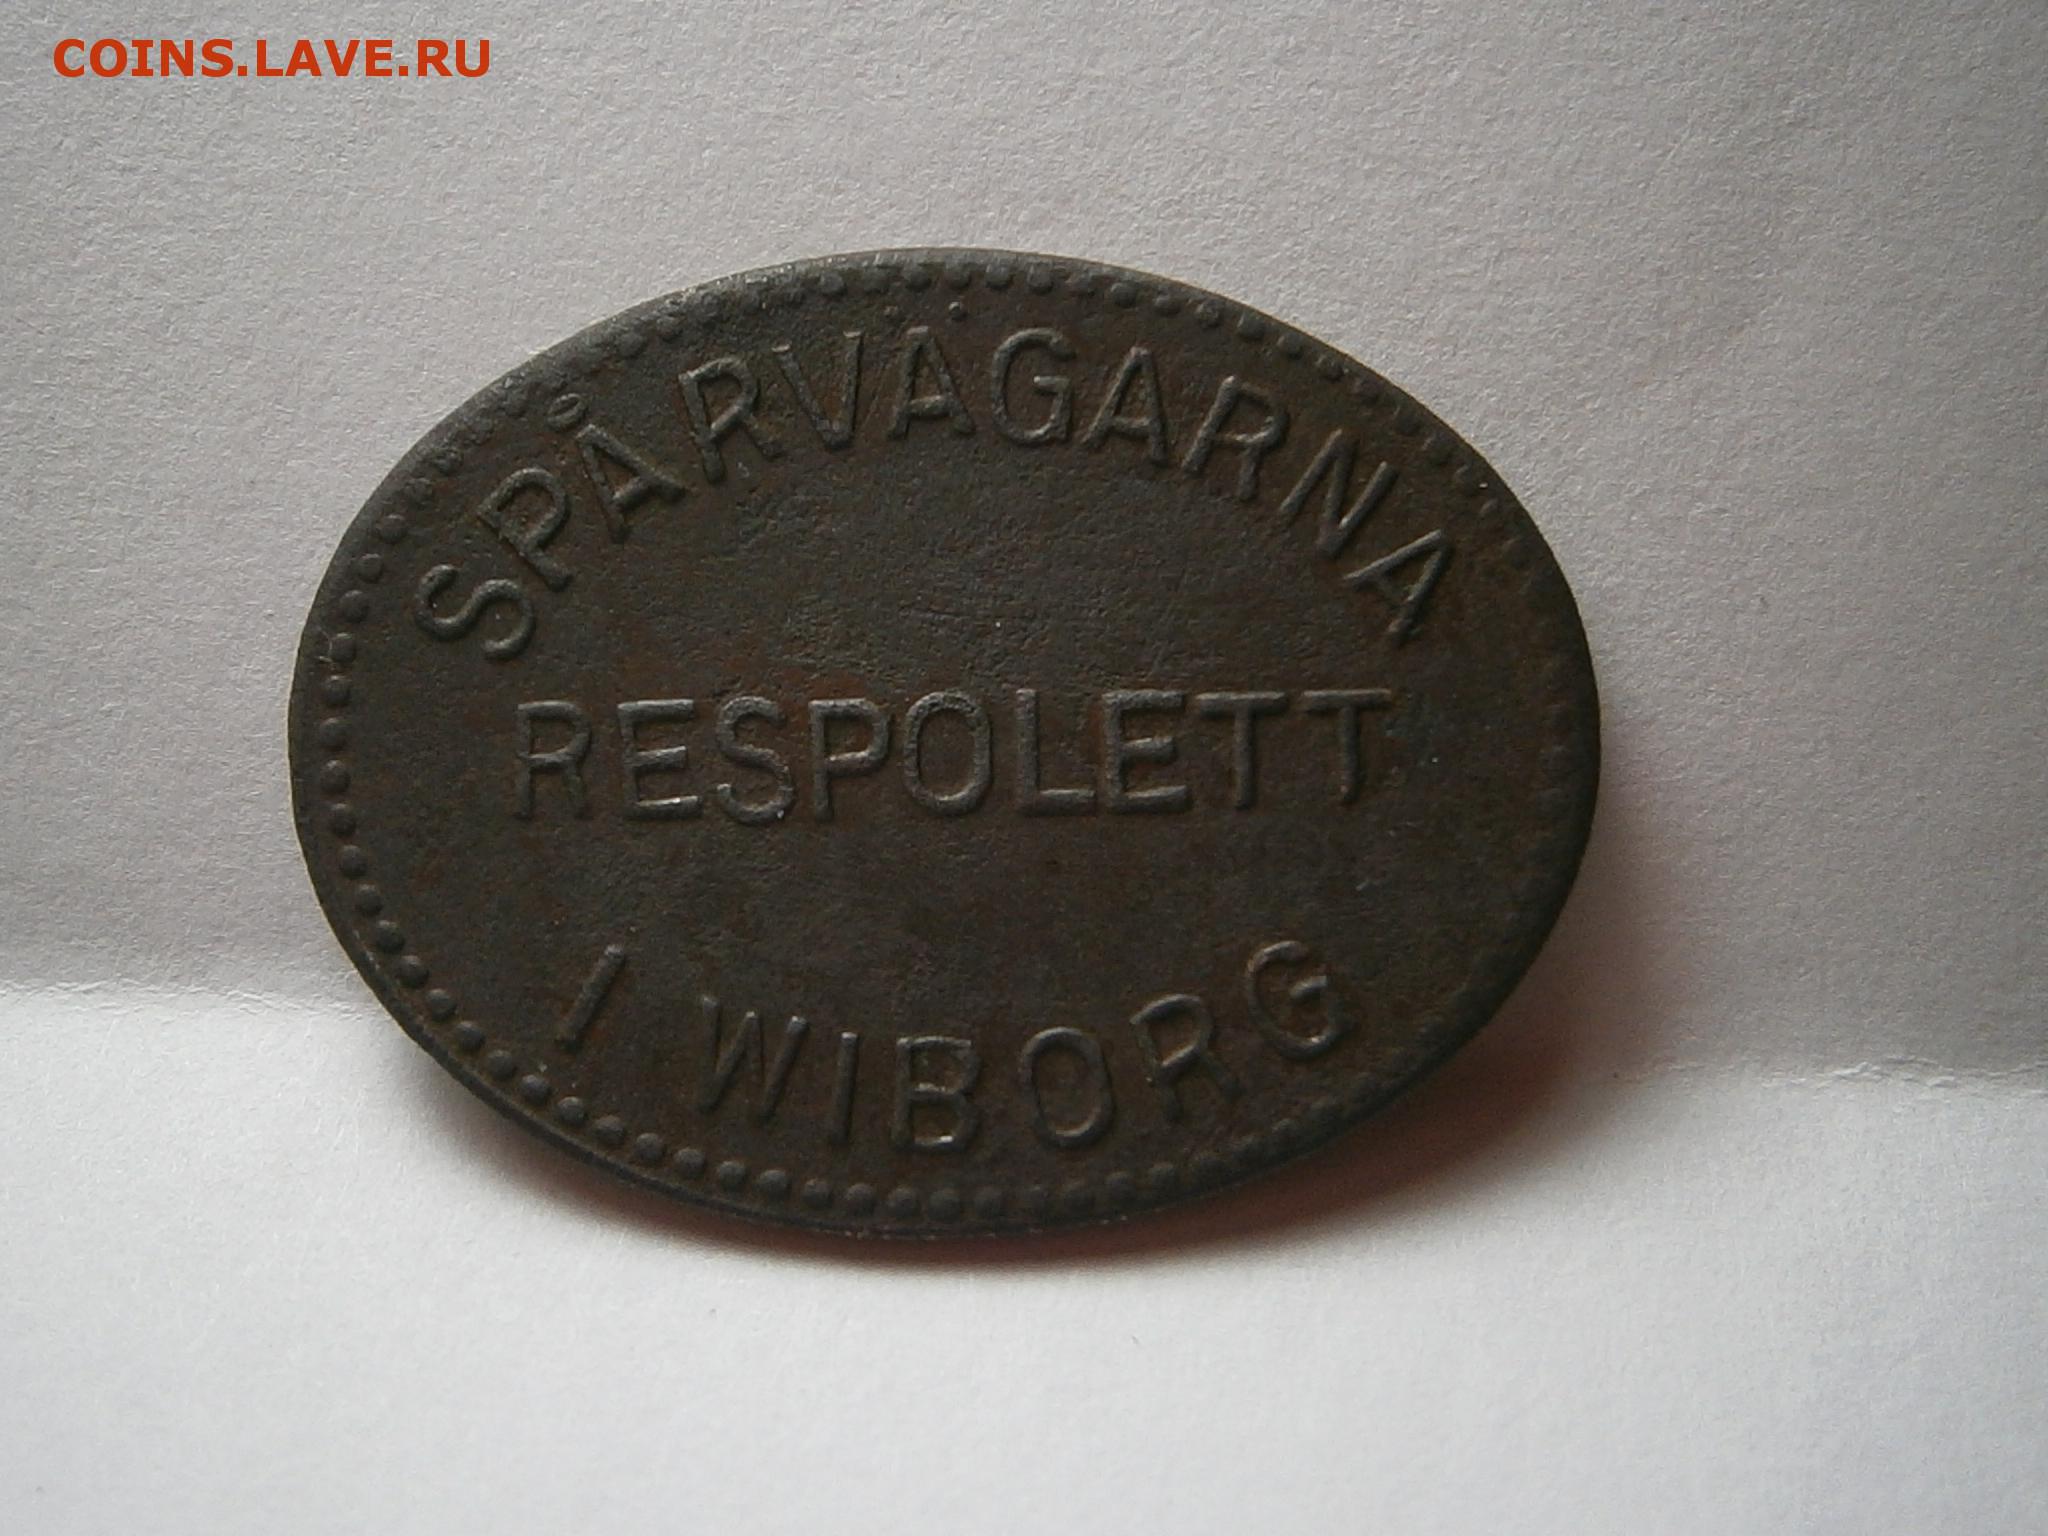 COINS.LAVE.RU
SPÅRVÄGARNA
RESPOLETT
I WIBORG